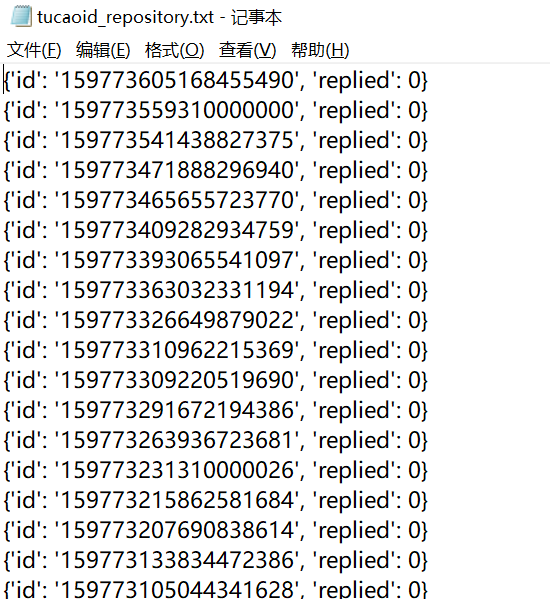 tucaoid_repository.txt - 记事本
文件(F) 编辑(E) 格式(O) 查看(V) 帮助(H)
{'id': '159773605168455490', 'replied': 0}
{'id': '159773559310000000', 'replied': 0}
{'id': '159773541438827375', 'replied': 0}
{'id': '159773471888296940', 'replied': 0}
{'id': '159773465655723770', 'replied': 0}
{'id': '159773409282934759', 'replied': 0}
{'id': '159773393065541097', 'replied': 0}
{'id': '159773363032331194', 'replied': 0}
{'id': '159773326649879022', 'replied': 0}
{'id': '159773310962215369', 'replied': 0}
{'id': '159773309220519690', 'replied': 0}
{'id': '159773291672194386', 'replied': 0}
{'id': '159773263936723681', 'replied': 0}
{'id': '159773231310000026', 'replied': 0}
{'id': '159773215862581684', 'replied': 0}
{'id': '159773207690838614', 'replied': 0}
{'id': '159773133834472386', 'replied': 0}
{'id': '159773105044341628', 'replied': 0}